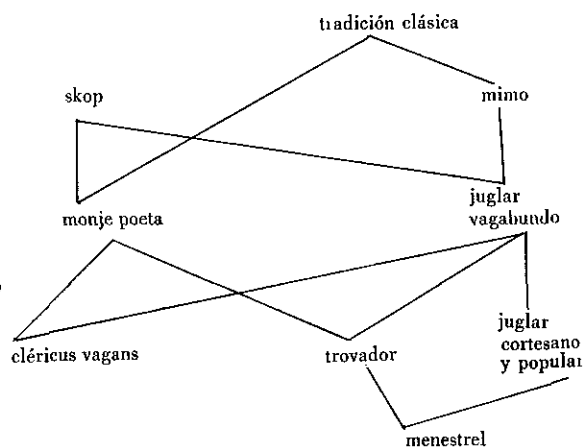 tradición clásica
skop
mimo
monje poeta
juglar
vagabundo
cléricus vagans
trovador
juglar
cortesano
y popular
menestrel